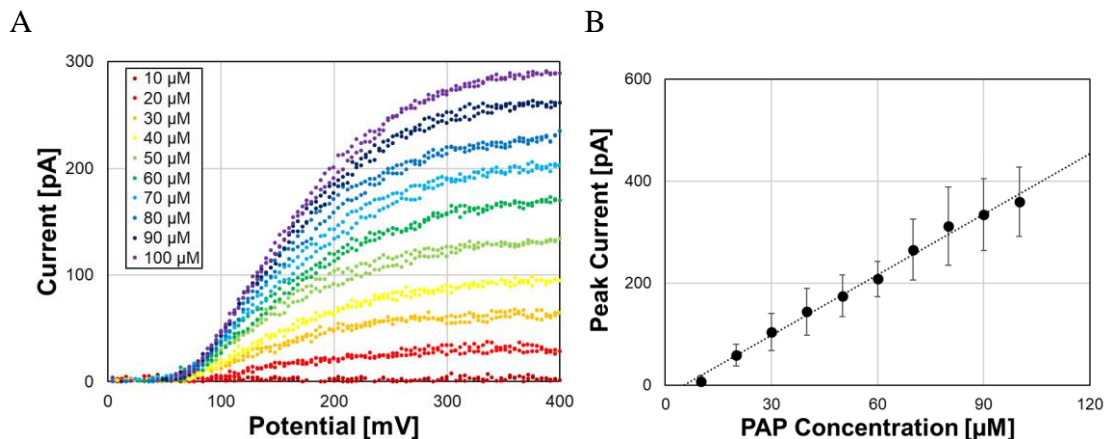 A
300
200
100
0
Current [pA]
10 µM
20 µM
30 µM
40 µM
50 µM
60 µM
70 µM
80 µM
90 µM
100 µM
0
100
200
300
400
Potential [mV]
B
600
400
200
0
Peak Current [pA]
0
30
60
90
120
PAP Concentration [µM]